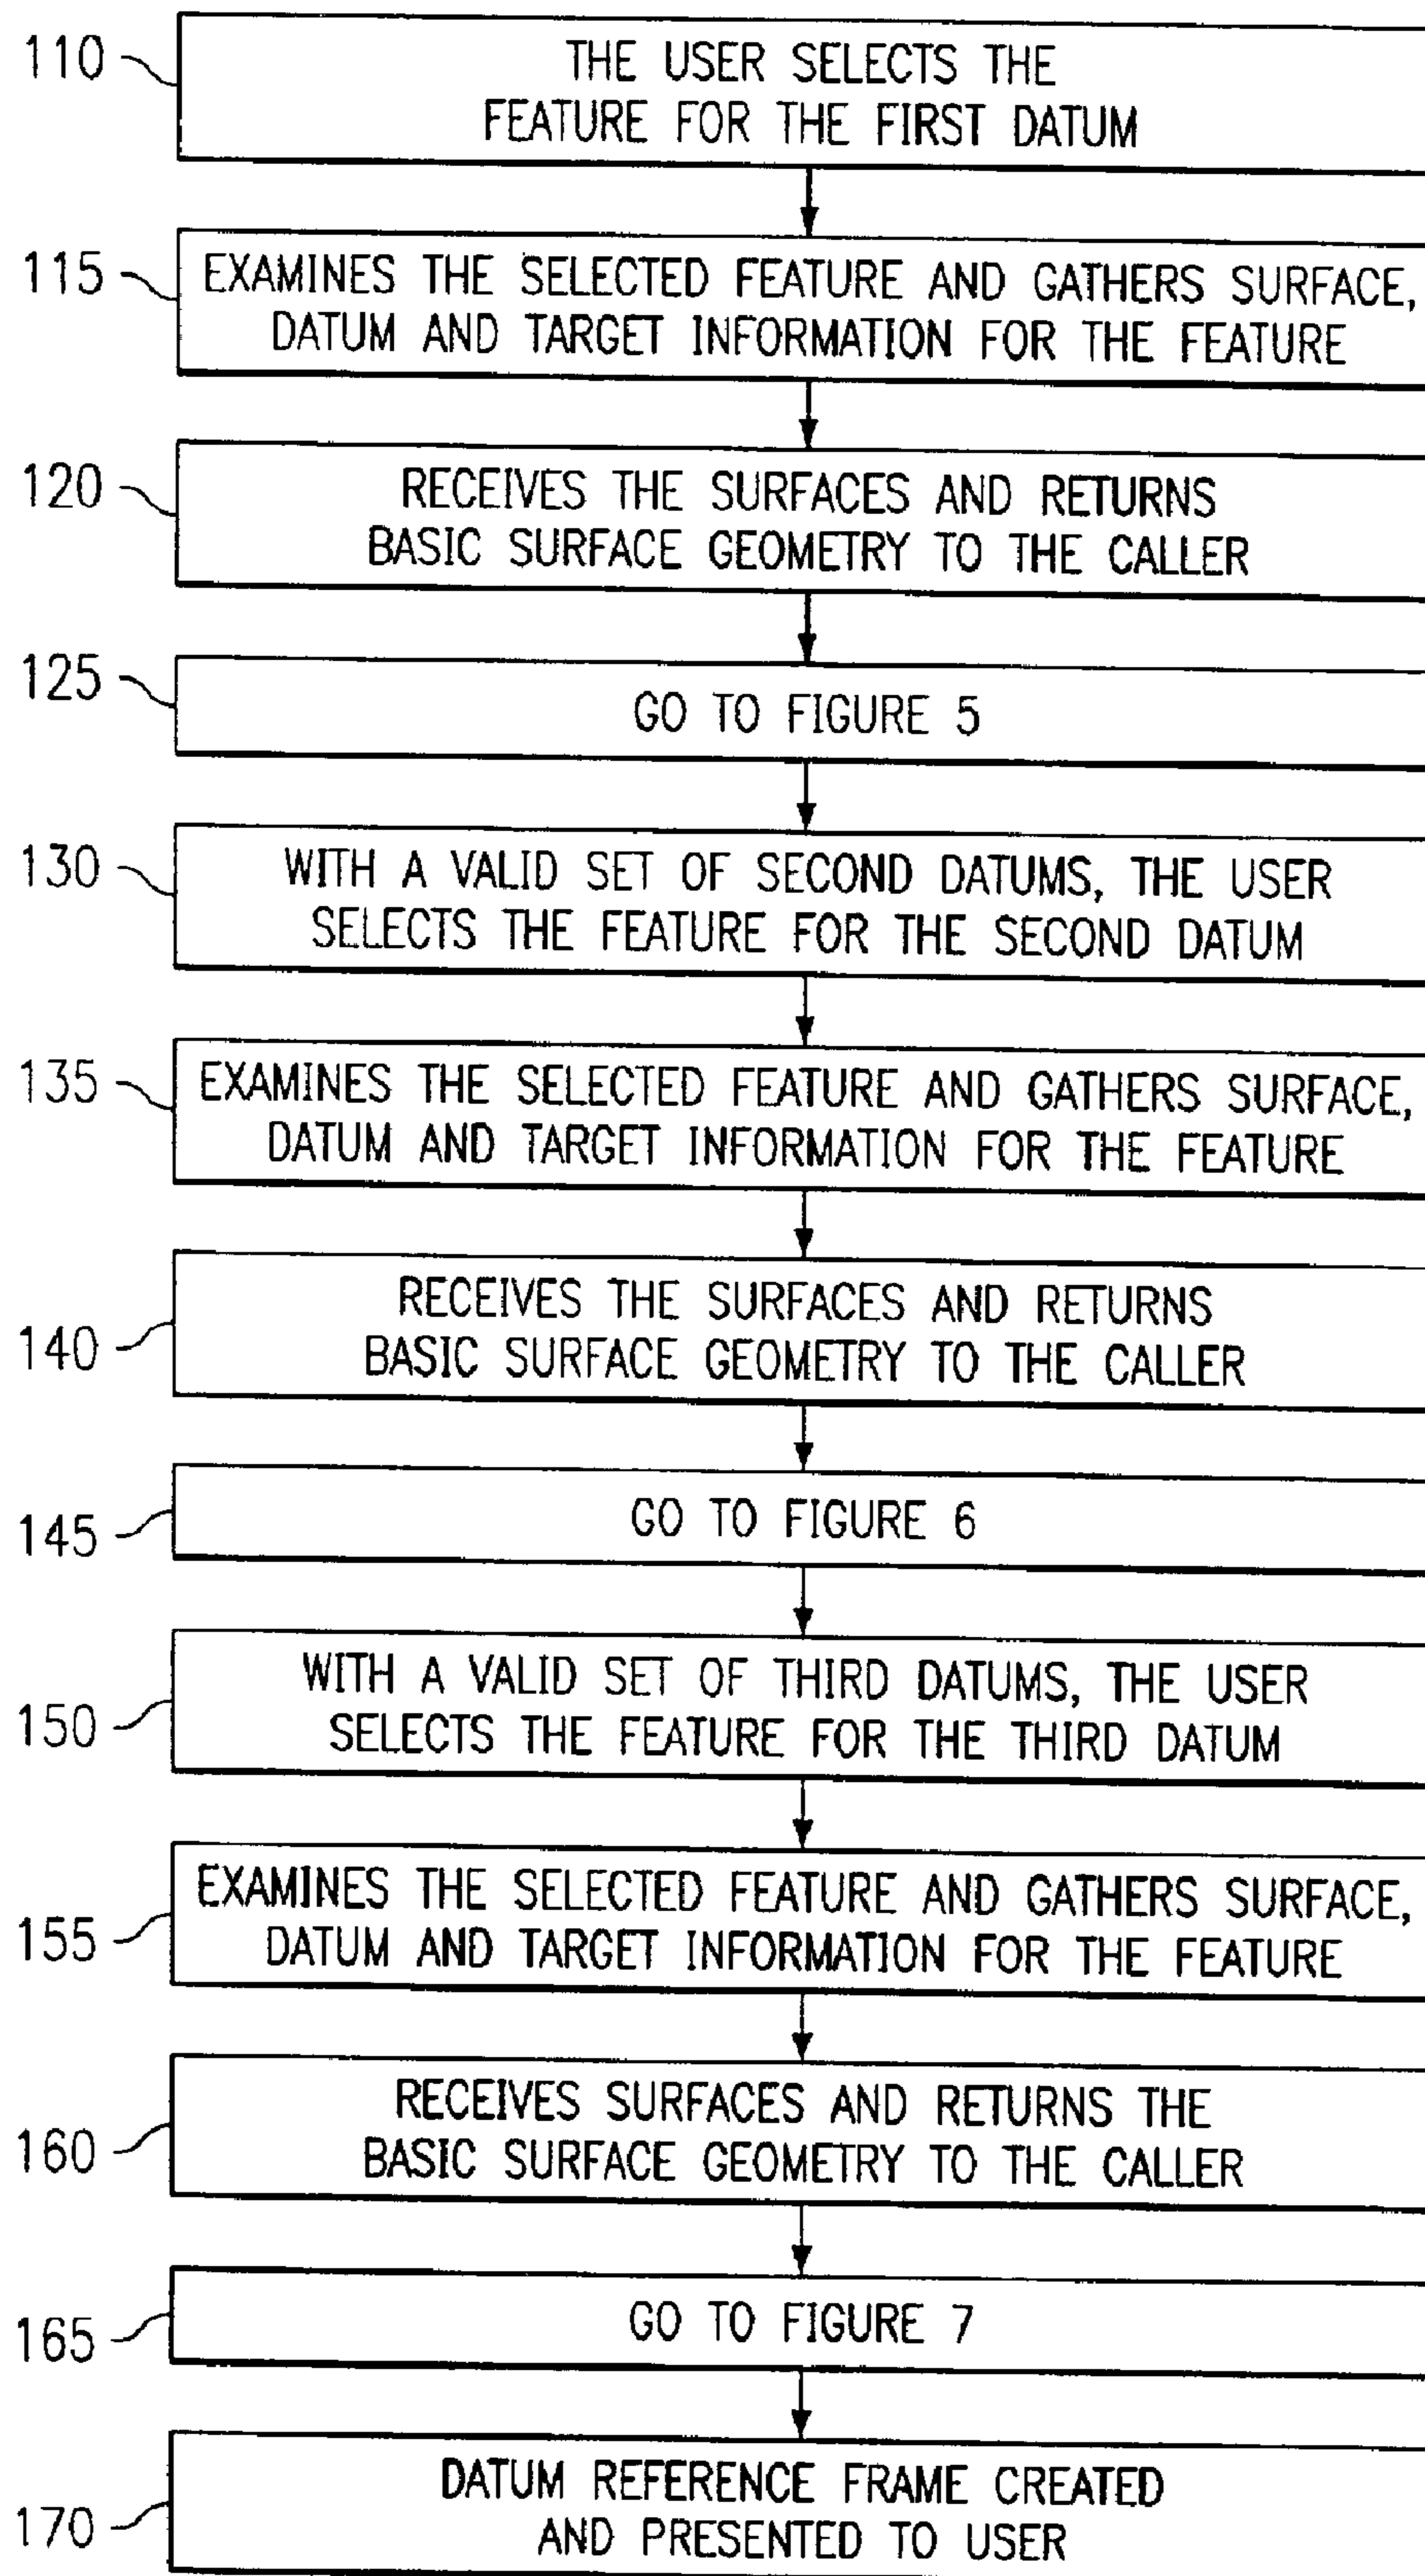 110
THE USER SELECTS THE
FEATURE FOR THE FIRST DATUM
115
EXAMINES THE SELECTED FEATURE AND GATHERS SURFACE,
DATUM AND TARGET INFORMATION FOR THE FEATURE
120
RECEIVES THE SURFACES AND RETURNS
BASIC SURFACE GEOMETRY TO THE CALLER
125
GO TO FIGURE 5
130
WITH A VALID SET OF SECOND DATUMS, THE USER
SELECTS THE FEATURE FOR THE SECOND DATUM
135
EXAMINES THE SELECTED FEATURE AND GATHERS SURFACE,
DATUM AND TARGET INFORMATION FOR THE FEATURE
140
RECEIVES THE SURFACES AND RETURNS
BASIC SURFACE GEOMETRY TO THE CALLER
145
GO TO FIGURE 6
150
WITH A VALID SET OF THIRD DATUMS, THE USER
SELECTS THE FEATURE FOR THE THIRD DATUM
155
EXAMINES THE SELECTED FEATURE AND GATHERS SURFACE,
DATUM AND TARGET INFORMATION FOR THE FEATURE
160
RECEIVES SURFACES AND RETURNS THE
BASIC SURFACE GEOMETRY TO THE CALLER
165
GO TO FIGURE 7
170
DATUM REFERENCE FRAME CREATED
AND PRESENTED TO USER